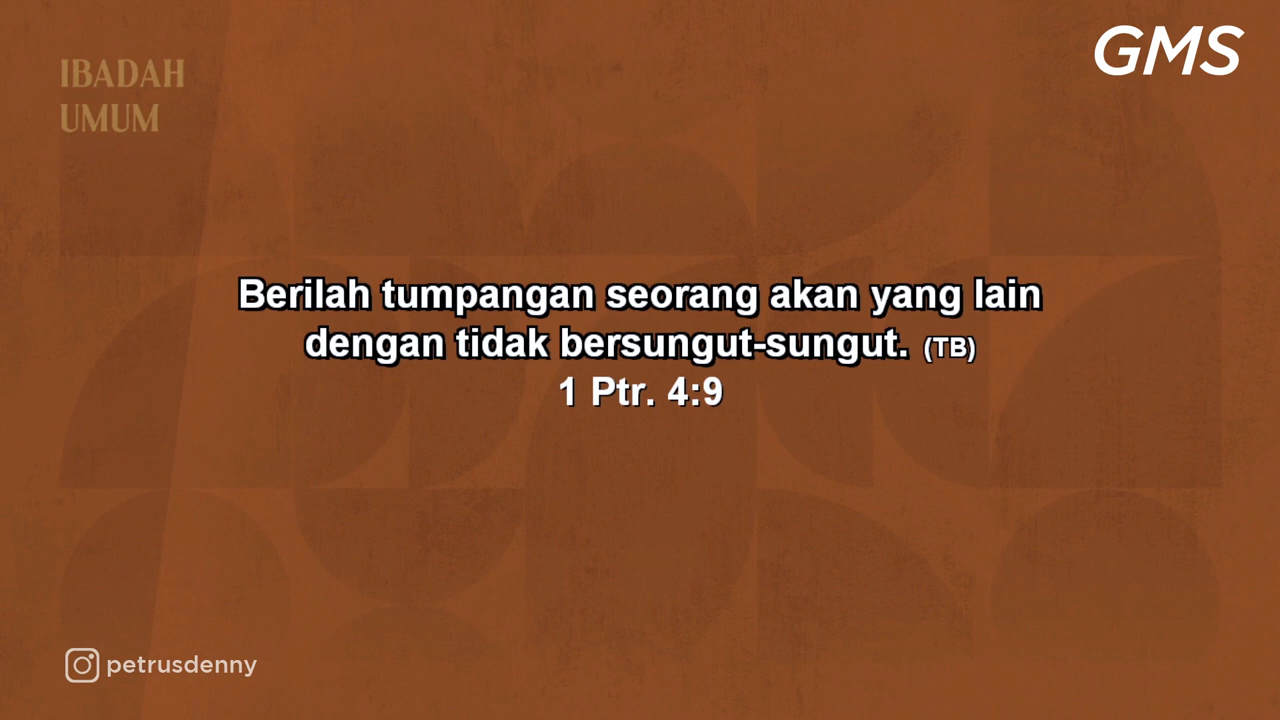 IBADAH
UMUM
GMS
Berilah tumpangan seorang akan yang lain
dengan tidak bersungut-sungut. (TB)
1 Ptr. 4:9
petrusdenny